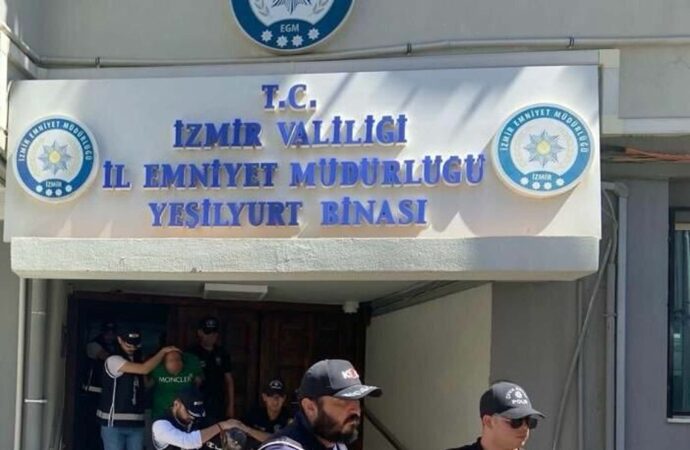 EGM
T.C.
İZMİR VALİLİĞİ
İL EMNİYET MÜDÜRLÜĞÜ
YEŞİLYURT BİNASI
İZMİR EMNİYET MÜDÜRLÜĞÜ
İZMİR
İZMİR EMNİYET MÜDÜRLÜĞÜ
İZMİR
MONCLER
POLİS